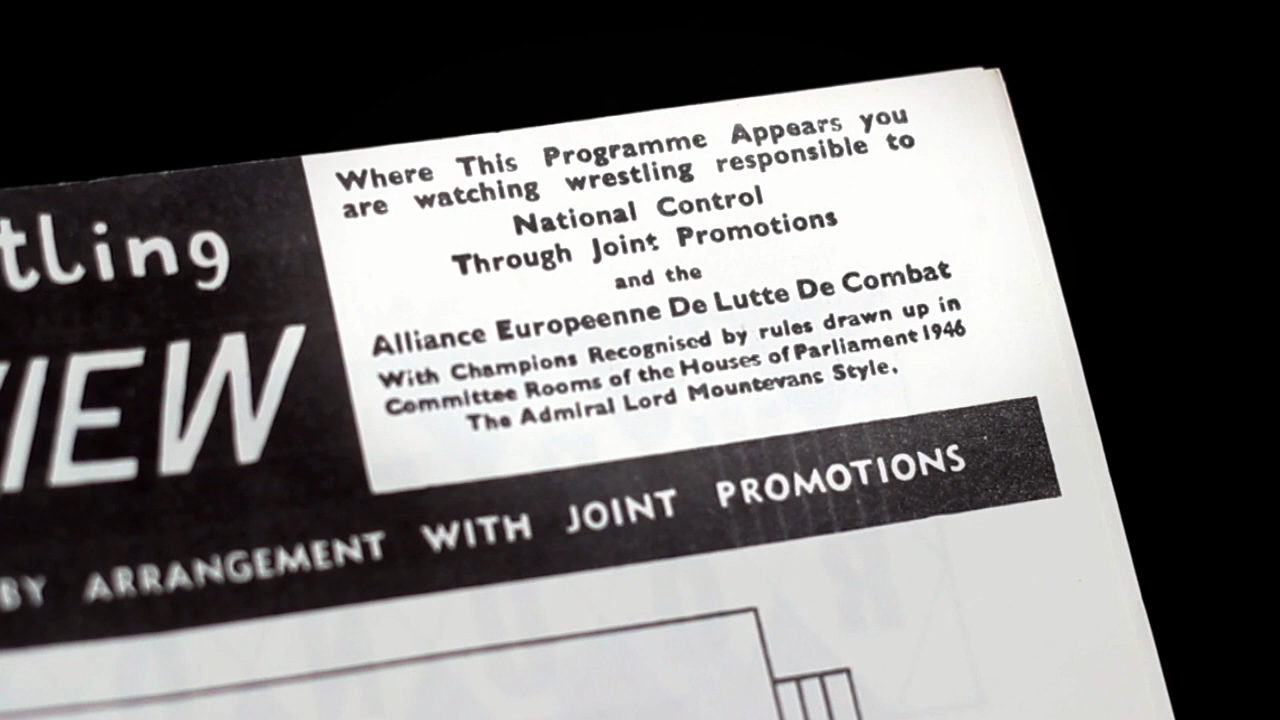 tling
IEW
Where This Programme Appears you
are watching wrestling responsible to
National Control
Through Joint Promotions
and the
Alliance Europeenne De Lutte De Combat
With Champions Recognised by rules drawn up in
Committee Rooms of the Houses of Parliament 1946
The Admiral Lord Mountevans Style.
BY ARRANGEMENT WITH JOINT PROMOTIONS